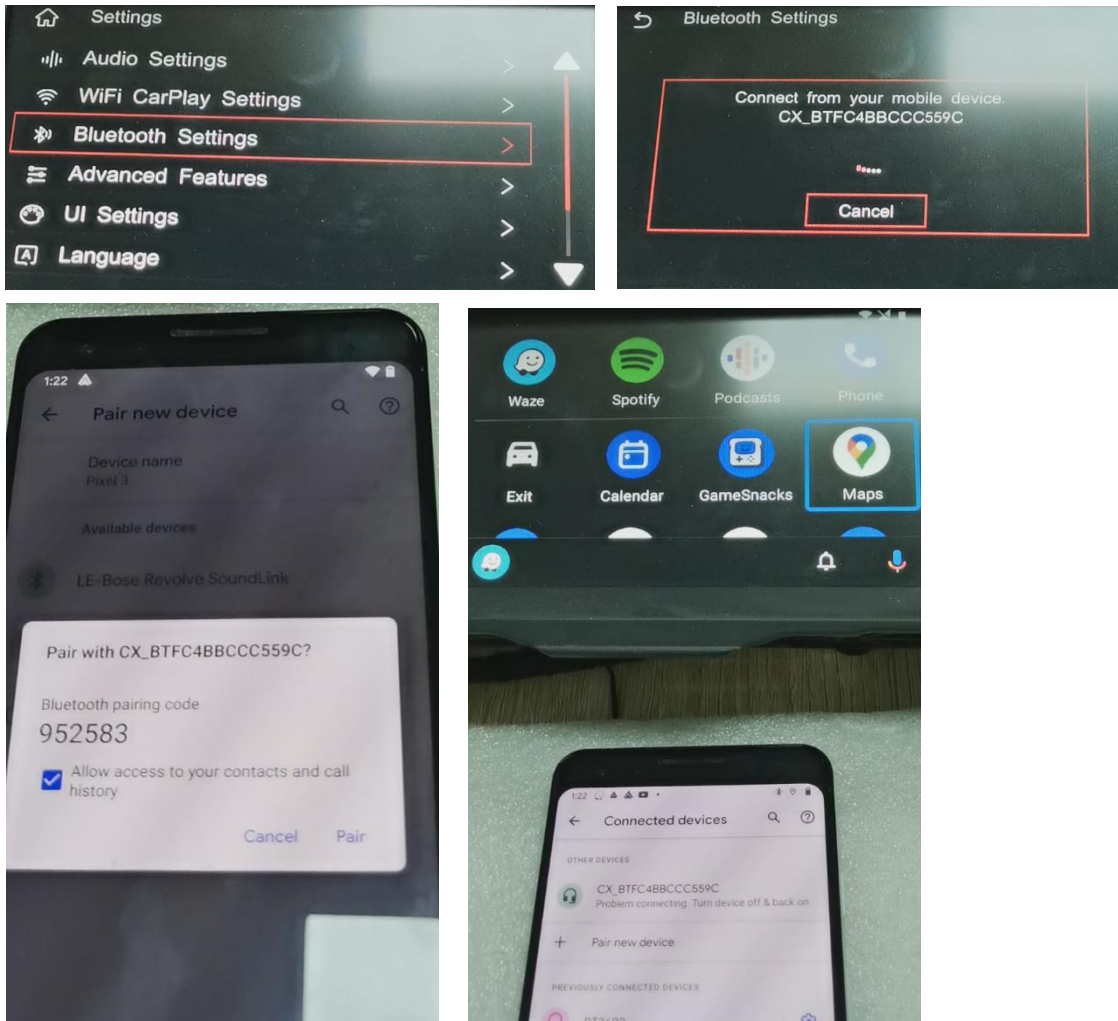 Settings
Audio Settings
WiFi CarPlay Settings
Bluetooth Settings
Advanced Features
UI Settings
A Language
Bluetooth Settings
Connect from your mobile device.
CX_BTFC4BBCCC559C
Cancel
1:22
Pair new device
Device name
Pixel 3
Available devices
LE-Bose Revolve SoundLink
Pair with CX_BTFC4BBCCC559C?
Bluetooth pairing code
952583
Allow access to your contacts and call
history
Cancel Pair
Waze Spotify Podcasts Phone
Exit Calendar GameSnacks Maps
1:22
Connected devices
OTHER DEVICES
CX_BTFC4BBCCC559C
Problem connecting. Turn device off & back on
Pair new device
PREVIOUSLY CONNECTED DEVICES